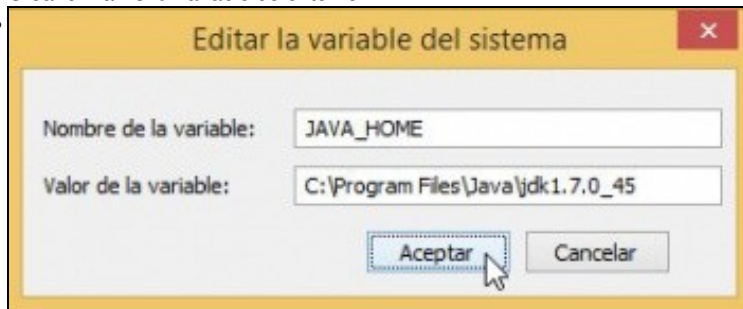 Editar la variable del sistema
Nombre de la variable: JAVA_HOME
Valor de la variable: C:\Program Files\Java\jdk1.7.0_45
Aceptar Cancelar